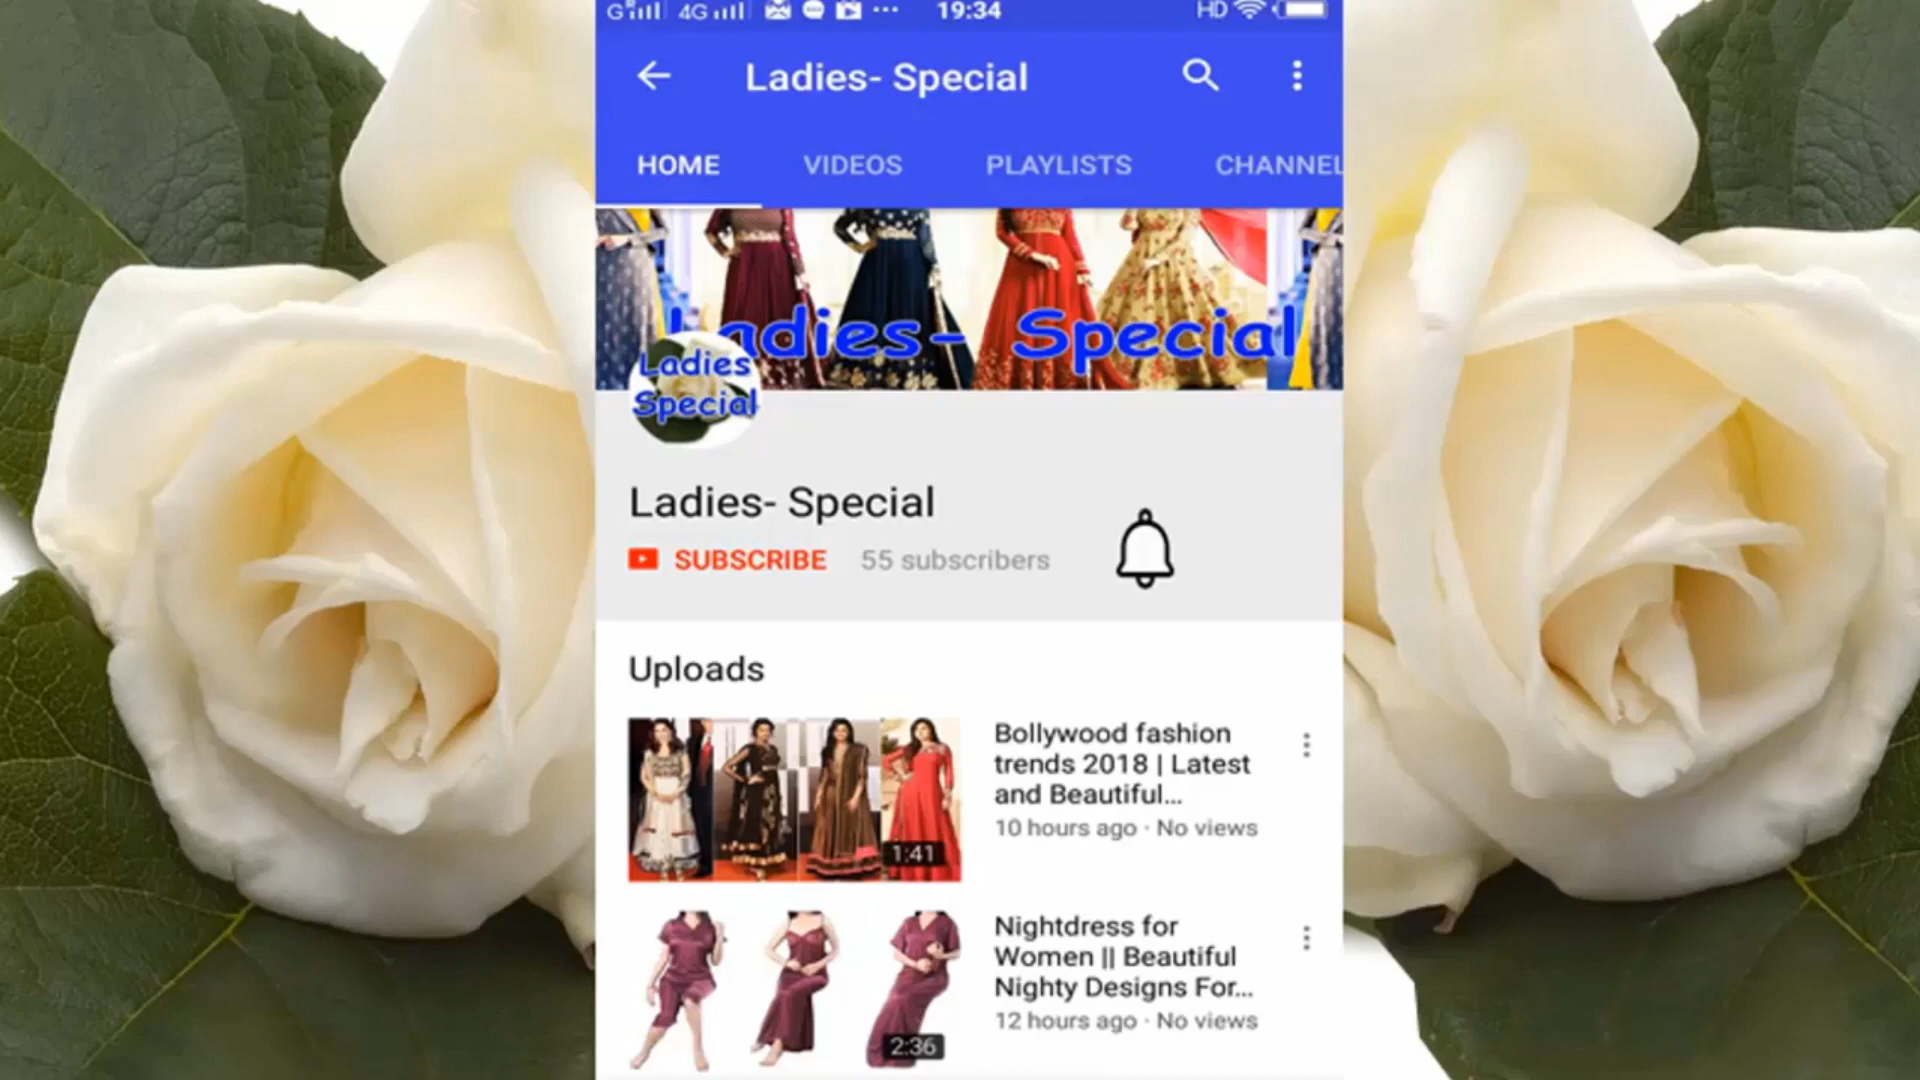 G 4G 19:34 HD
Ladies- Special
HOME VIDEOS PLAYLISTS CHANNEL
Ladies- Special
Ladies
Special
Ladies- Special
SUBSCRIBE 55 subscribers
Uploads
Bollywood fashion
trends 2018 | Latest
and Beautiful...
10 hours ago · No views
1:41
Nightdress for
Women || Beautiful
Nighty Designs For...
12 hours ago · No views
2:36